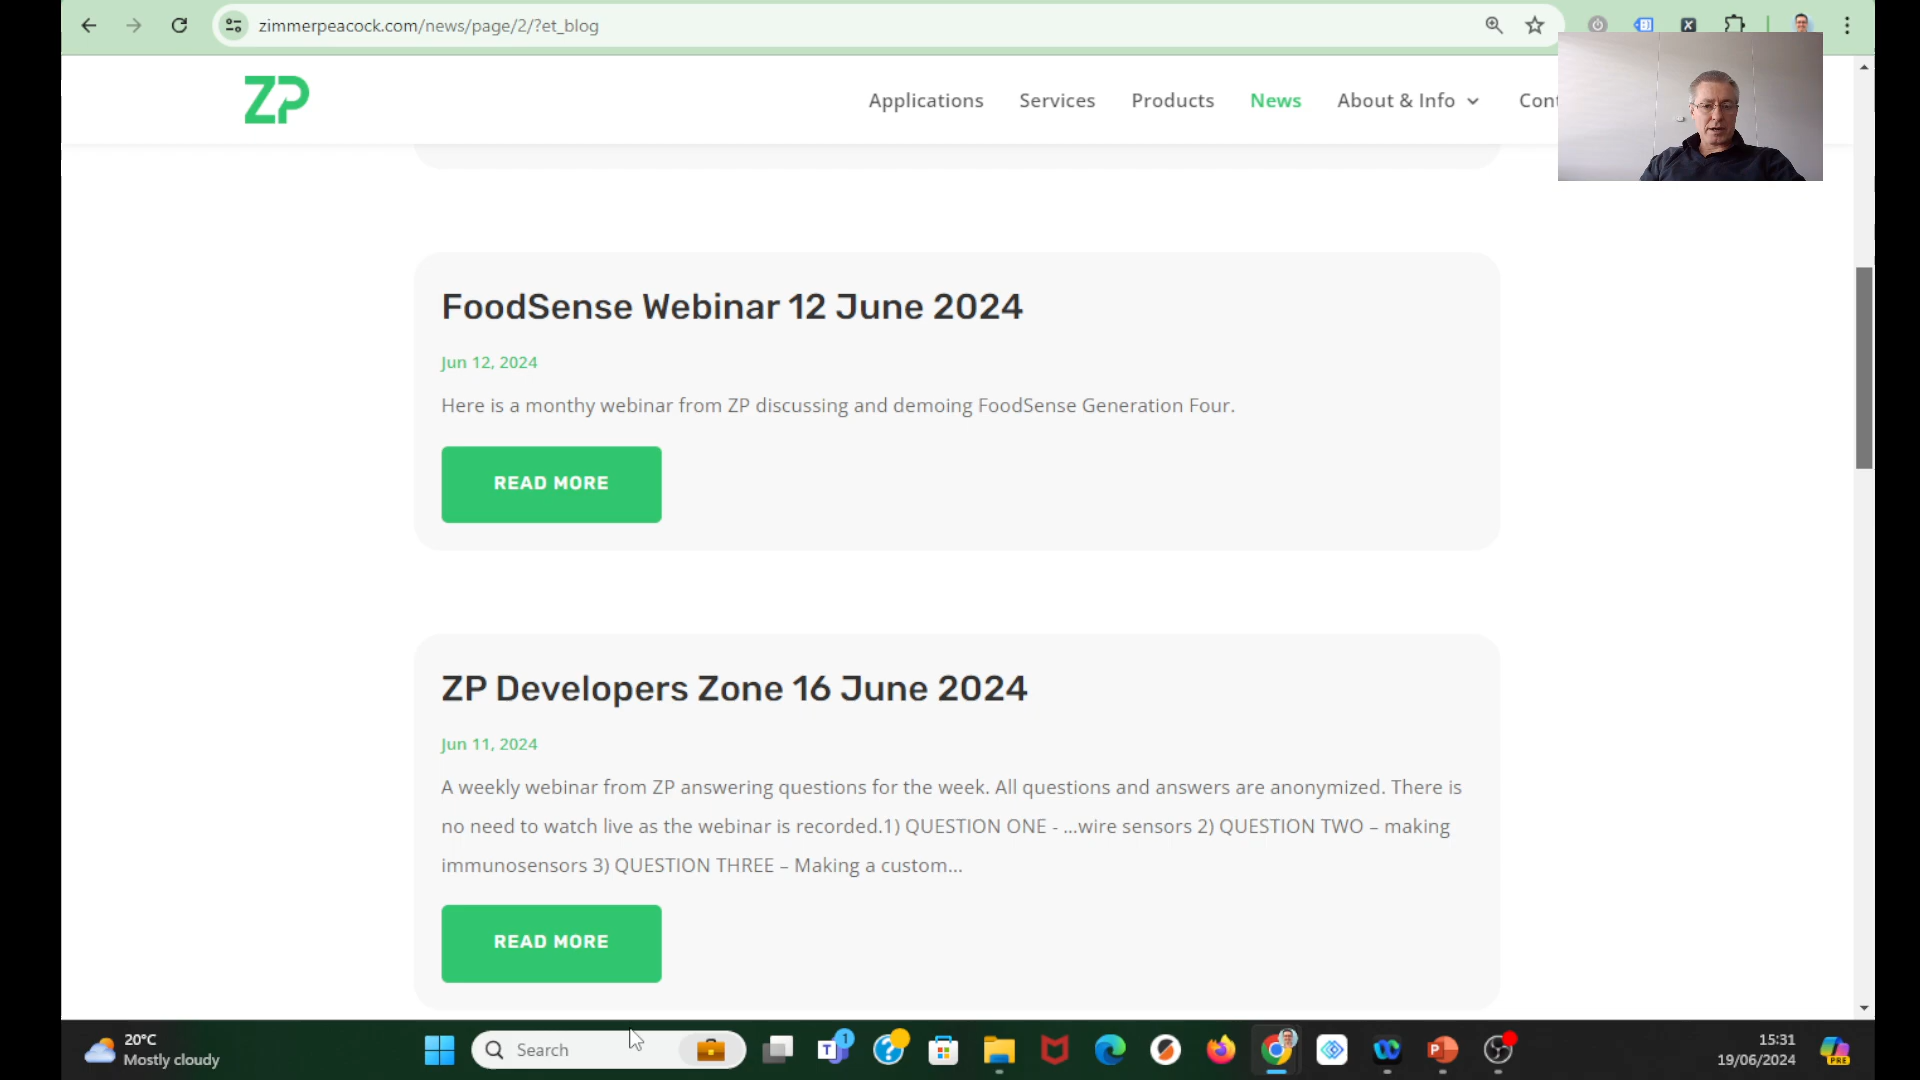 zimmerpeacock.com/news/page/2/?et_blog
ZP
Applications Services Products News About & Info Cont
FoodSense Webinar 12 June 2024
Jun 12, 2024
Here is a monthy webinar from ZP discussing and demoing FoodSense Generation Four.
READ MORE
ZP Developers Zone 16 June 2024
Jun 11, 2024
A weekly webinar from ZP answering questions for the week. All questions and answers are anonymized. There is
no need to watch live as the webinar is recorded.1) QUESTION ONE - ...wire sensors 2) QUESTION TWO – making
immunosensors 3) QUESTION THREE – Making a custom...
READ MORE
20°C
Mostly cloudy
Search
1
15:31
19/06/2024
PRE